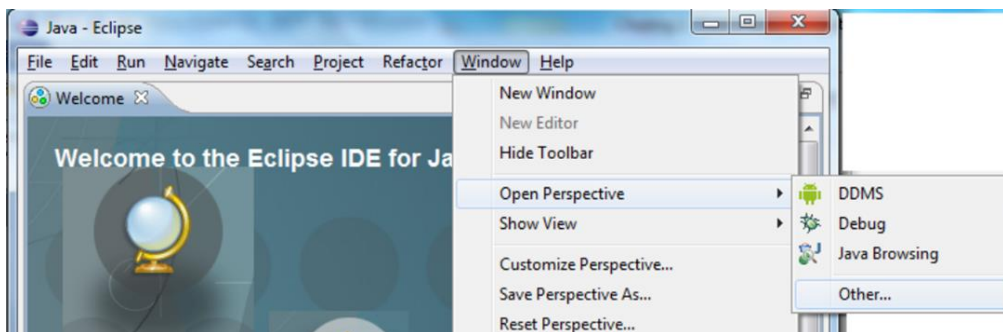 Java - Eclipse
File Edit Run Navigate Search Project Refactor Window Help
Welcome
New Window
New Editor
Hide Toolbar
Welcome to the Eclipse IDE for Ja
Open Perspective
DDMS
Show View
Debug
Java Browsing
Customize Perspective...
Save Perspective As...
Other...
Reset Perspective...